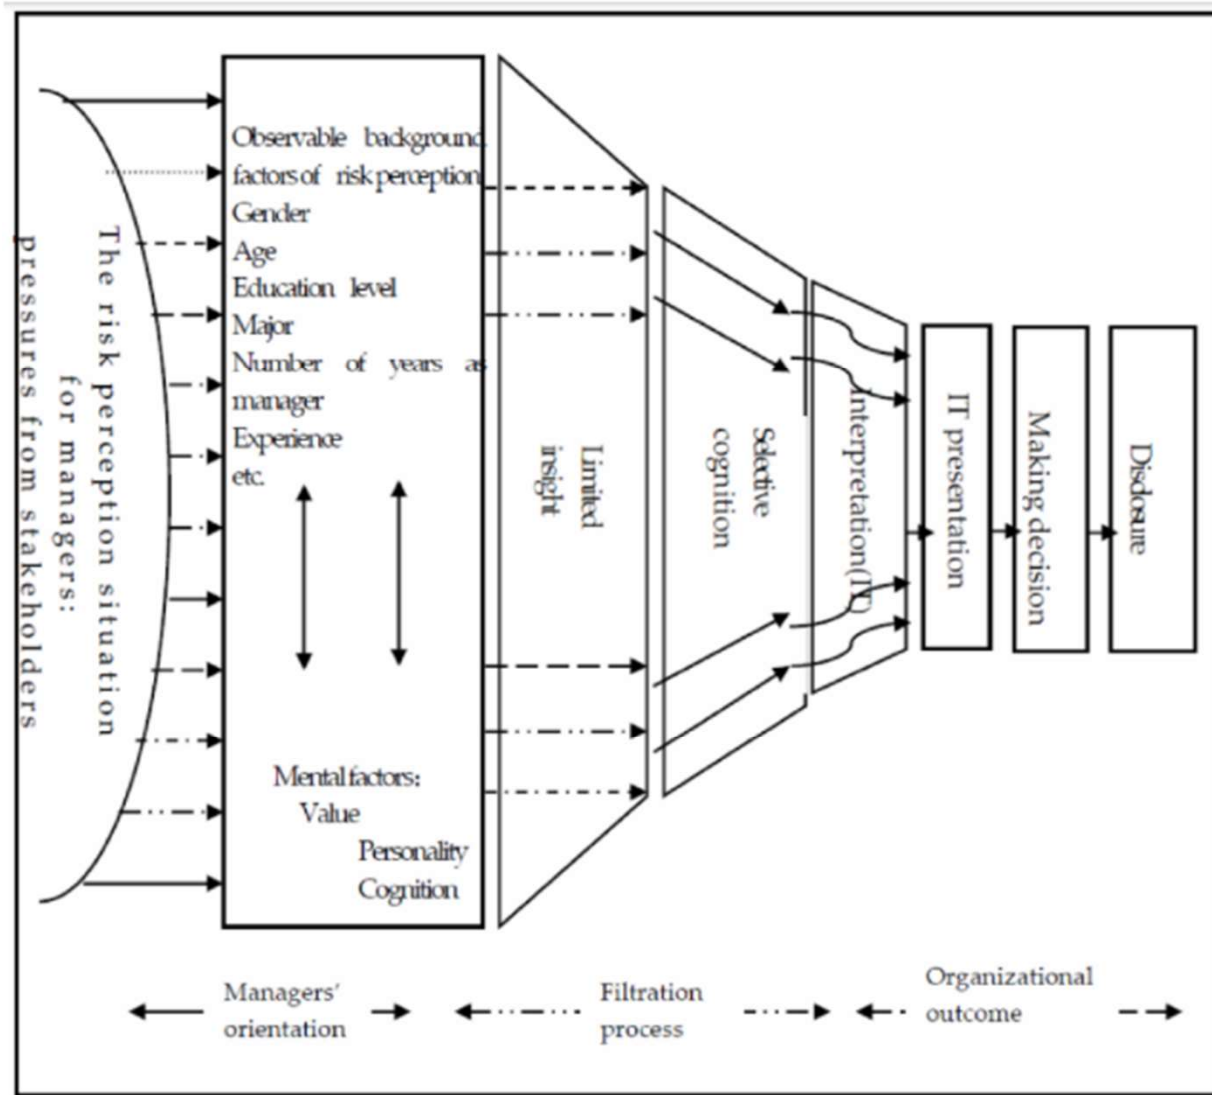 The risk perception situation
for managers:
pressures from stakeholders
Observable background
factors of risk perception
Gender
Age
Education level
Major
Number of years as
manager
Experience
etc.
Mental factors:
Value
Personality
Cognition
Limited
insight
Selective
cognition
Interpretation(IT)
IT presentation
Making decision
Disclosure
Managers'
orientation
Filtration
process
Organizational
outcome